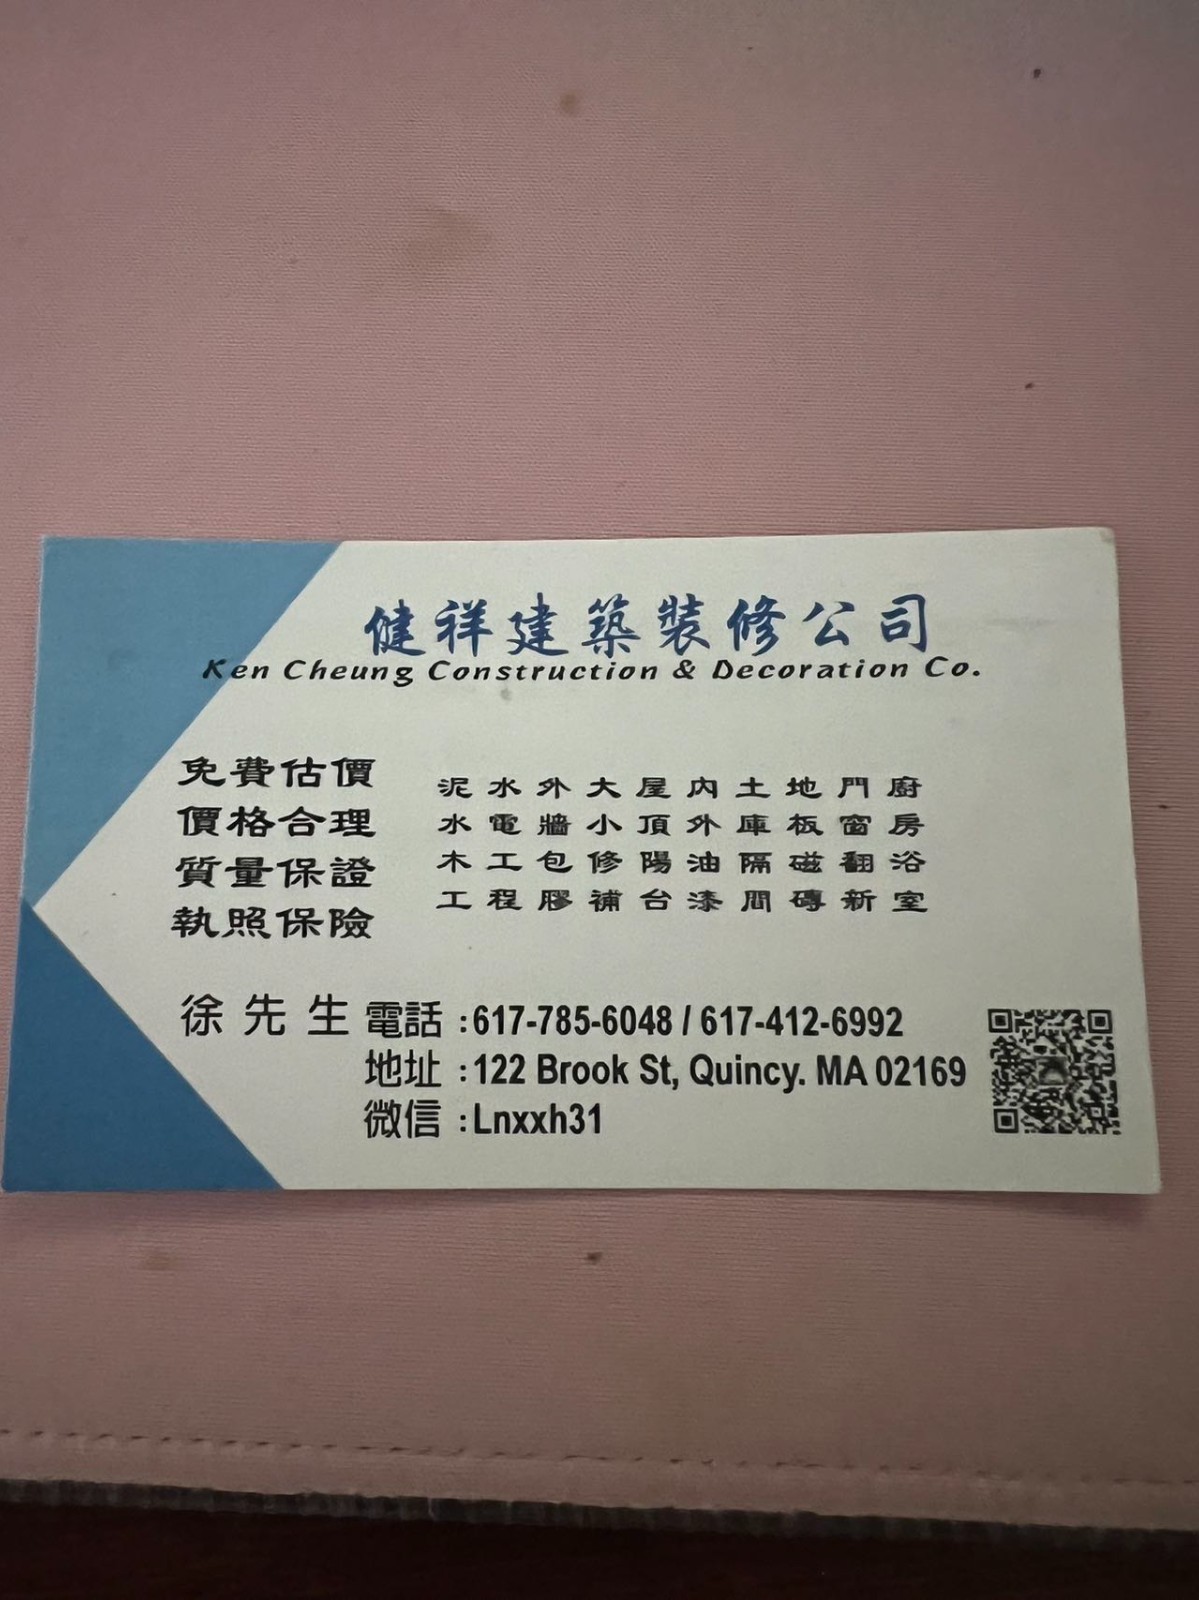 健祥建築裝修公司
Ken Cheung Construction & Decoration Co.
免費估價
價格合理
質量保證
執照保險
泥水外大屋內土地門廚
水電牆小頂外庫板窗房
木工包修陽油隔磁翻浴
工程膠補台漆間磚新室
徐先生 電話:617-785-6048 / 617-412-6992
地址:122 Brook St, Quincy. MA 02169
微信:Lnxxh31